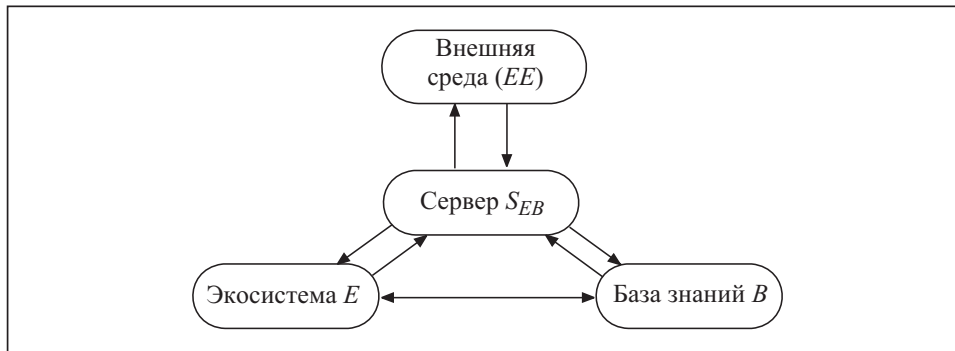 Внешняя
среда (EE)
Сервер S_EB
Экосистема E
База знаний B